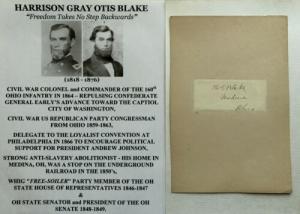 HARRISON GRAY OTIS BLAKE
"Freedom Takes No Step Backwards"
(1818 - 1876)
CIVIL WAR COLONEL and COMMANDER OF THE 166th
OHIO INFANTRY IN 1864 – REPULSING CONFEDERATE
GENERAL EARLY'S ADVANCE TOWARD THE CAPTIOL
CITY OF WASHINGTON,
CIVIL WAR US REPUBLICAN PARTY CONGRESSMAN
FROM OHIO 1859-1863,
DELEGATE TO THE LOYALIST CONVENTION AT
PHILADELPHIA IN 1866 TO ENCOURAGE POLITICAL
SUPPORT FOR PRESIDENT ANDREW JOHNSON,
STRONG ANTI-SLAVERY ABOLITIONIST - HIS HOME IN
MEDINA, OH, WAS A STOP ON THE UNDERGROUND
RAILROAD IN THE 1850's,
WHIG "FREE-SOILER" PARTY MEMBER OF THE OH
STATE HOUSE OF REPRESENTATIVES 1846-1847
&
OH STATE SENATOR and PRESIDENT OF THE OH
SENATE 1848-1849.
H G Blake
Medina
Ohio